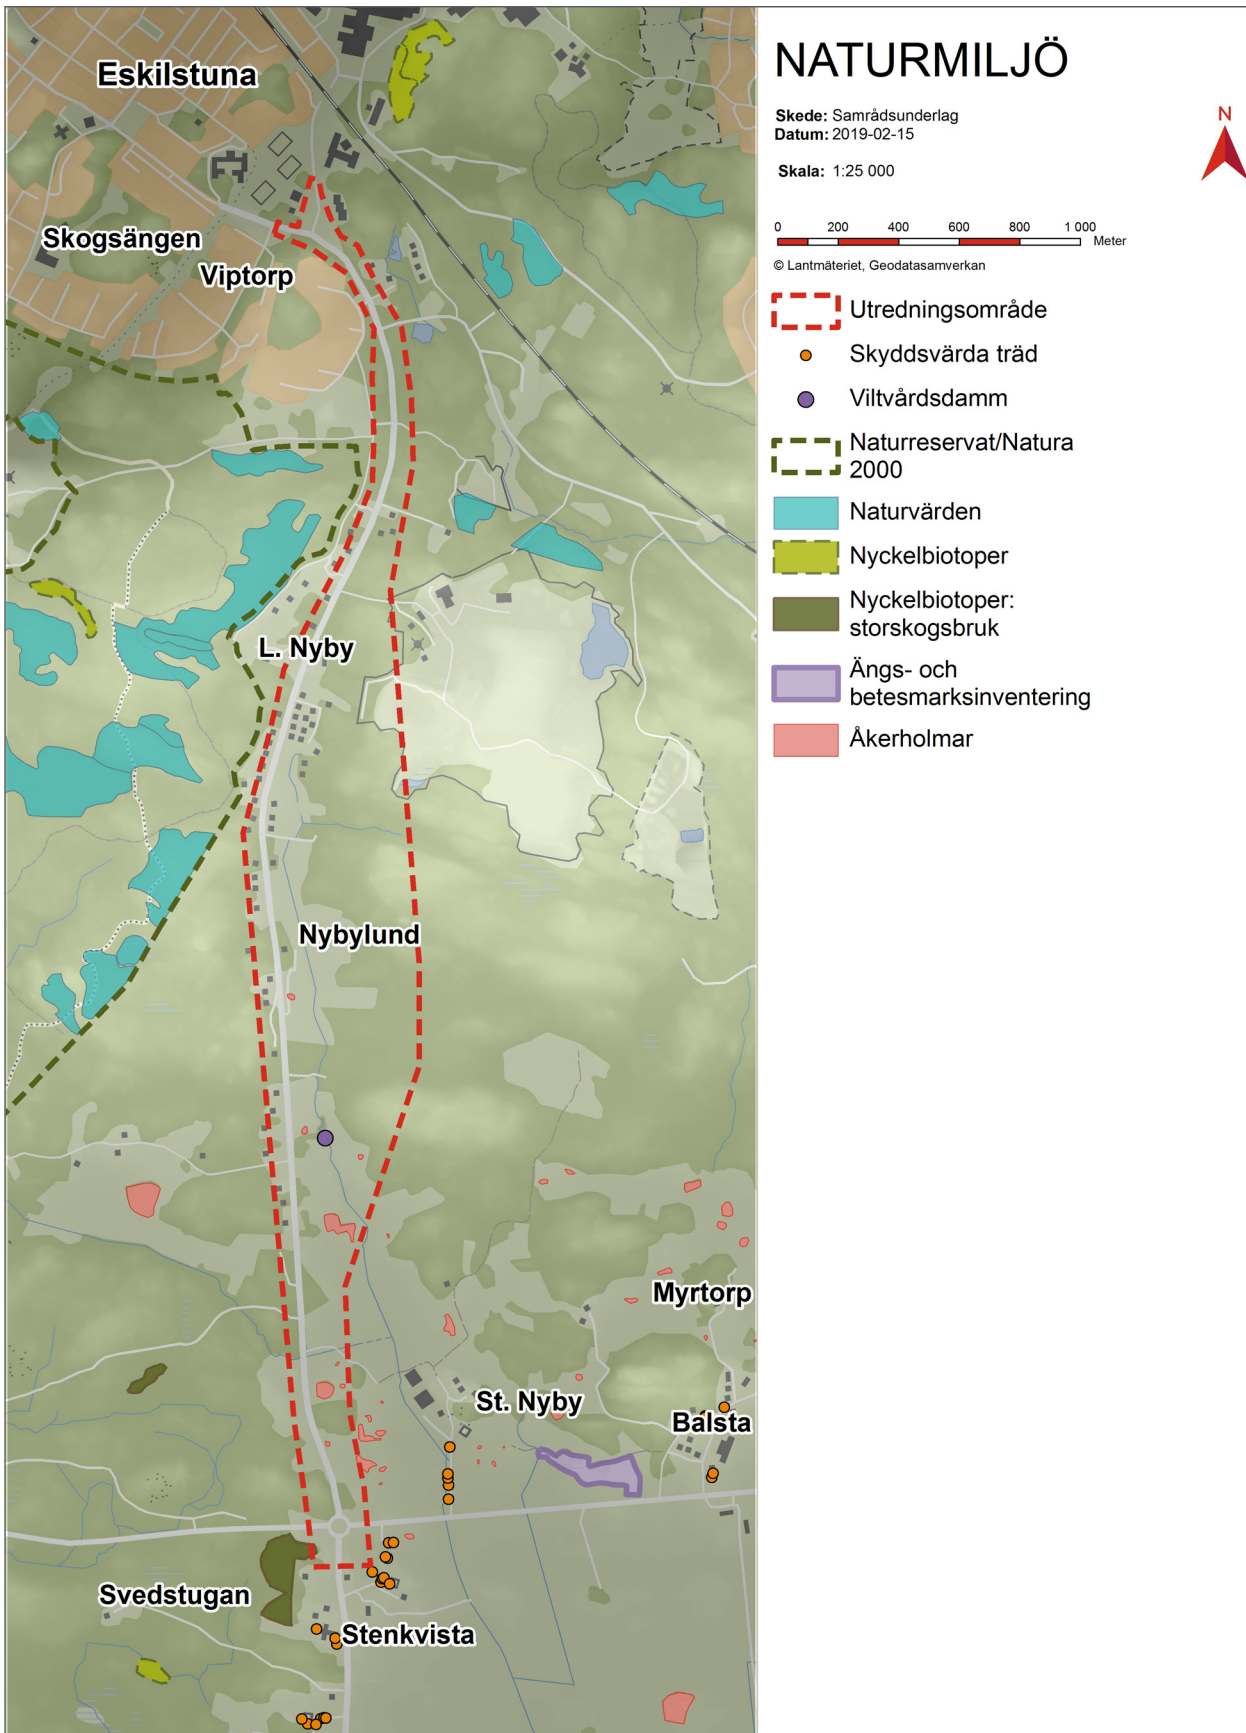 NATURMILJÖ
Skede: Samrådsunderlag
Datum: 2019-02-15
Skala: 1:25 000
N
0 200 400 600 800 1 000
Meter
© Lantmäteriet, Geodatasamverkan
Utredningsområde
Skyddsvärda träd
Viltvårdsdamm
Naturreservat/Natura
2000
Naturvärden
Nyckelbiotoper
Nyckelbiotoper:
storskogsbruk
Ängs- och
betesmarksinventering
Åkerholmar
Eskilstuna
Skogsängen
Viptorp
L. Nyby
Nybylund
Myrtorp
St. Nyby
Balsta
Svedstugan
Stenkvista